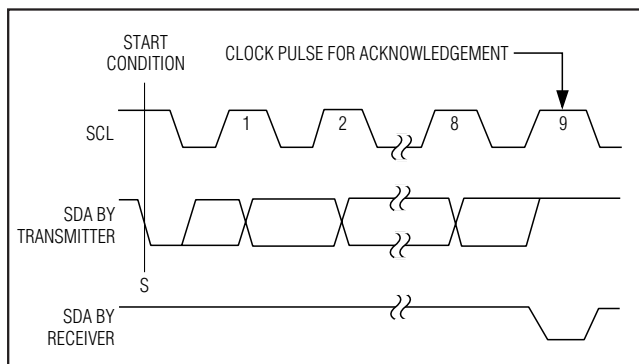 START
CONDITION
CLOCK PULSE FOR ACKNOWLEDGEMENT
SCL
1
2
8
9
SDA BY
TRANSMITTER
S
SDA BY
RECEIVER